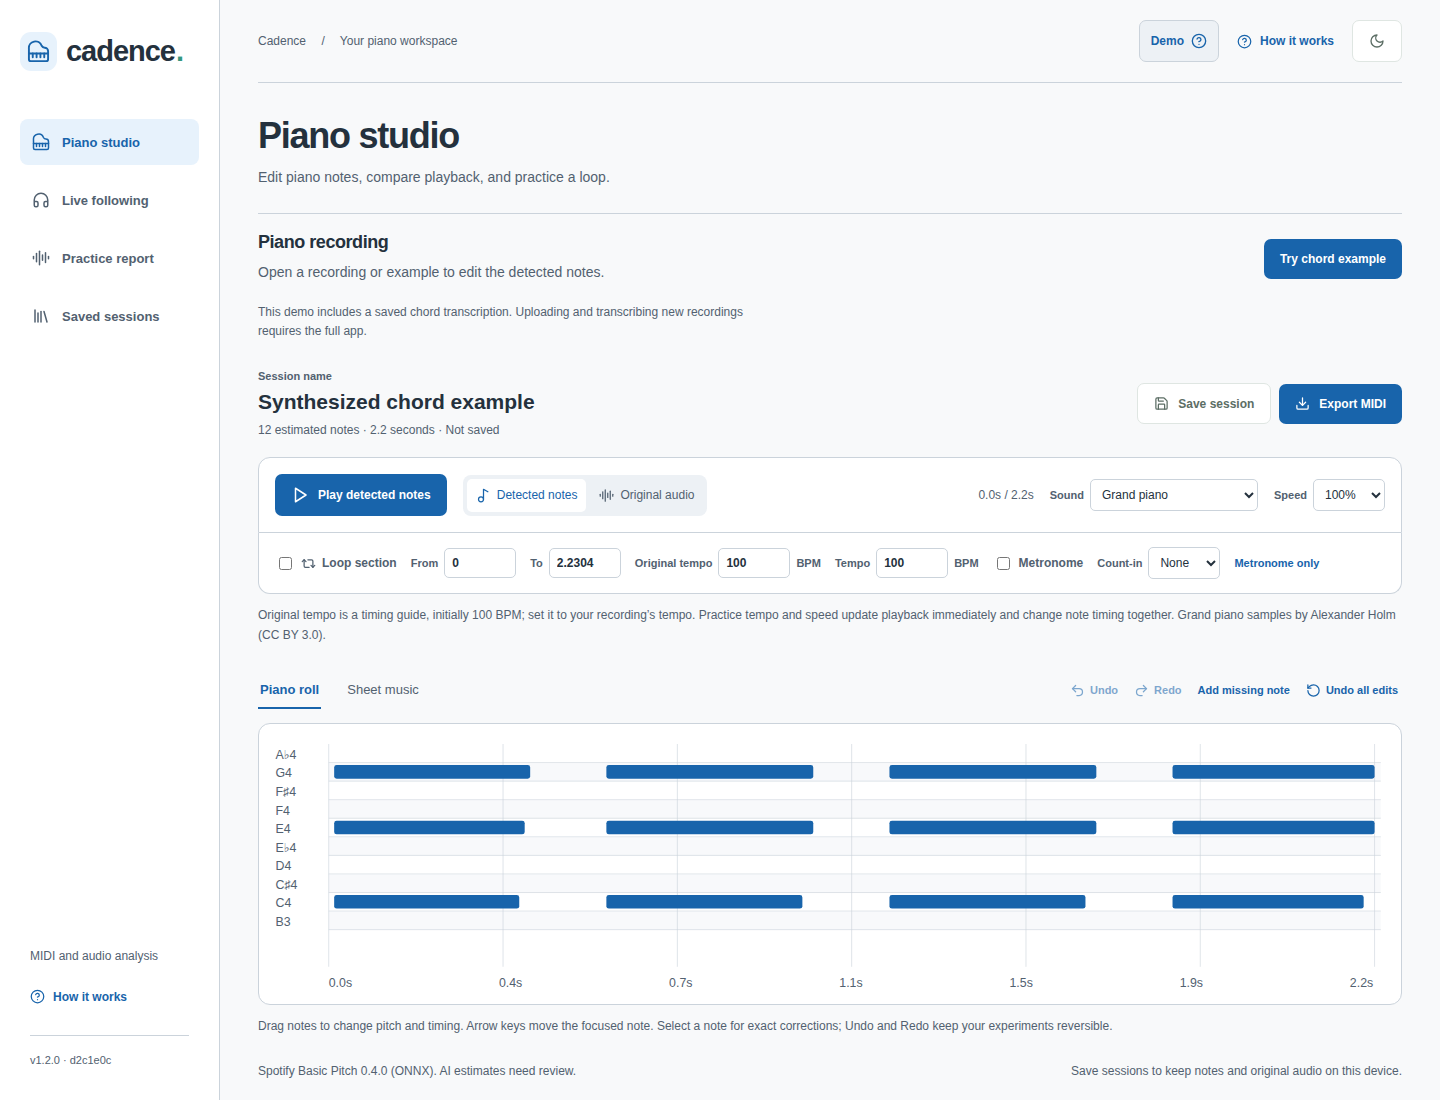 cadence.
Piano studio
Live following
Practice report
Saved sessions
MIDI and audio analysis
How it works
v1.2.0 · d2c1e0c
Cadence / Your piano workspace
Demo
How it works
Piano studio
Edit piano notes, compare playback, and practice a loop.
Piano recording
Open a recording or example to edit the detected notes.
Try chord example
This demo includes a saved chord transcription. Uploading and transcribing new recordings
requires the full app.
Session name
Synthesized chord example
12 estimated notes · 2.2 seconds · Not saved
Save session
Export MIDI
Play detected notes
Detected notes
Original audio
0.0s / 2.2s
Sound Grand piano
Speed 100%
Loop section From 0 To 2.2304 Original tempo 100 BPM Tempo 100 BPM Metronome Count-in None Metronome only
Original tempo is a timing guide, initially 100 BPM; set it to your recording's tempo. Practice tempo and speed update playback immediately and change note timing together. Grand piano samples by Alexander Holm
(CC BY 3.0).
Piano roll
Sheet music
Undo
Redo
Add missing note
Undo all edits
A♭4
G4
F♯4
F4
E4
E♭4
D4
C♯4
C4
B3
0.0s 0.4s 0.7s 1.1s 1.5s 1.9s 2.2s
Drag notes to change pitch and timing. Arrow keys move the focused note. Select a note for exact corrections; Undo and Redo keep your experiments reversible.
Spotify Basic Pitch 0.4.0 (ONNX). AI estimates need review.
Save sessions to keep notes and original audio on this device.